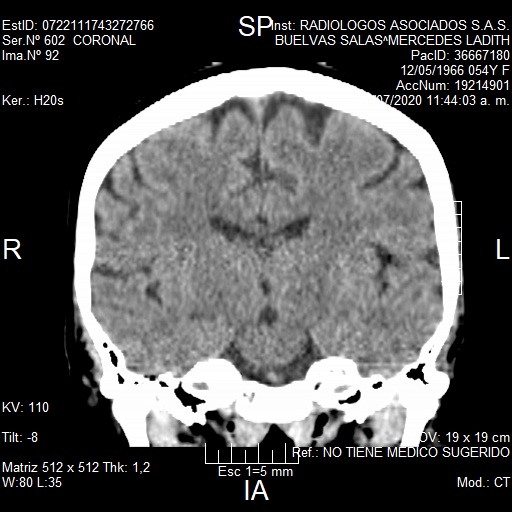 EstID: 0722111743272766
Ser.Nº 602 CORONAL
Ima.Nº 92
Ker.: H20s
SP
Inst: RADIOLOGOS ASOCIADOS S.A.S.
BUELVAS SALAS^MERCEDES LADITH
PacID: 36667180
12/05/1966 054Y F
AccNum: 19214901
07/2020 11:44:03 a. m.
R
L
KV: 110
Tilt: -8
Matriz 512 x 512 Thk: 1,2
W:80 L:35
Esc 1=5 mm
IA
OV: 19 x 19 cm
Ref.: NO TIENE MEDICO SUGERIDO
Mod.: CT